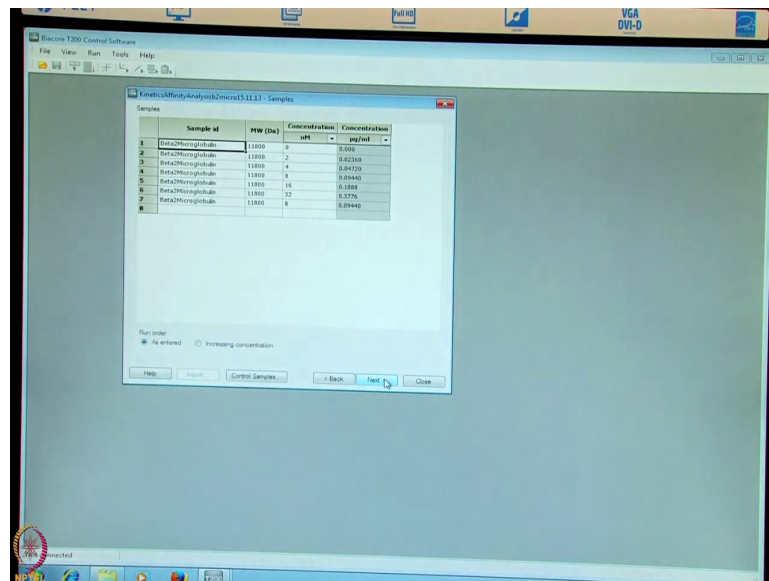 Full HD
VGA
DVI-D
Biacore T200 Control Software
File View Run Tools Help
KineticsAffinityAnalysisb2micro15.11.13 - Samples
Samples
Sample id MW (Da) Concentration Concentration
nM µg/ml
1 Beta2Microglobulin 11800 0 0.000
2 Beta2Microglobulin 11800 2 0.02360
3 Beta2Microglobulin 11800 4 0.04720
4 Beta2Microglobulin 11800 8 0.09440
5 Beta2Microglobulin 11800 16 0.1888
6 Beta2Microglobulin 11800 32 0.3776
7 Beta2Microglobulin 11800 8 0.09440
8
Run order
As entered Increasing concentration
Help Import Control Samples... < Back Next > Close
NPTEL
T200